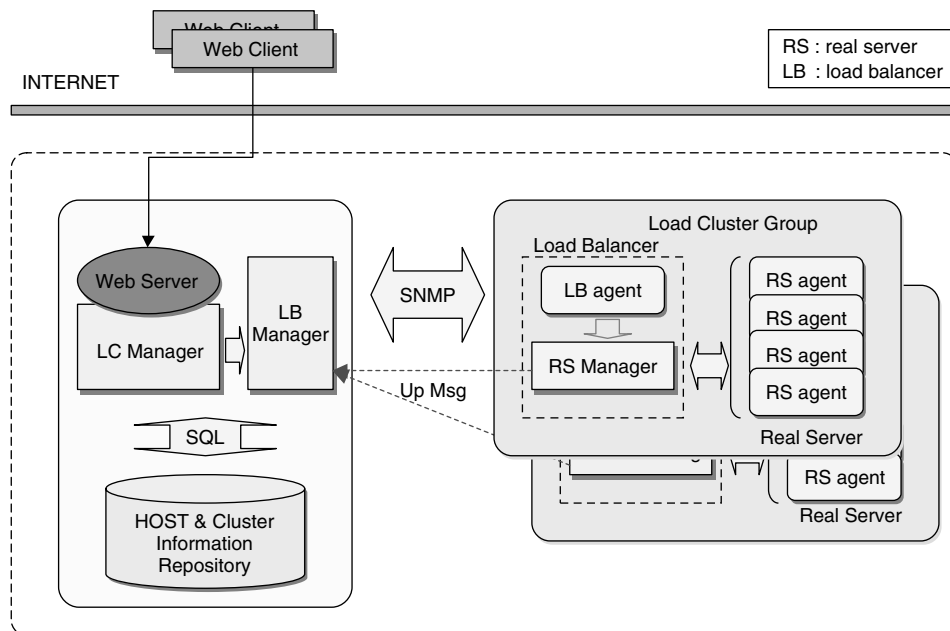 Web Client
Web Client
RS : real server
LB : load balancer
INTERNET
Load Cluster Group
Load Balancer
Web Server
LB
Manager
LC Manager
SNMP
LB agent
RS Manager
RS agent
RS agent
RS agent
RS agent
Up Msg
Real Server
SQL
RS agent
Real Server
HOST & Cluster
Information
Repository